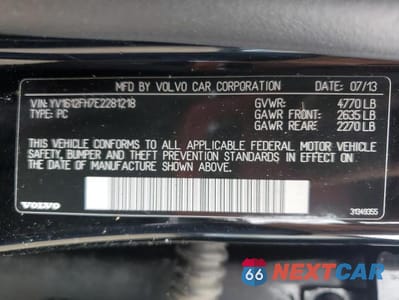 MFD BY VOLVO CAR CORPORATION DATE 07/13
VIN: YV1612FH7E2281218 GVWR: 4770 LB
TYPE: PC GAWR FRONT: 2635 LB
GAWR REAR: 2270 LB
THIS VEHICLE CONFORMS TO ALL APPLICABLE FEDERAL MOTOR VEHICLE
SAFETY, BUMPER AND THEFT PREVENTION STANDARDS IN EFFECT ON THE
DATE OF MANUFACTURE SHOWN ABOVE.
VOLVO 31349355
66 NEXTCAR